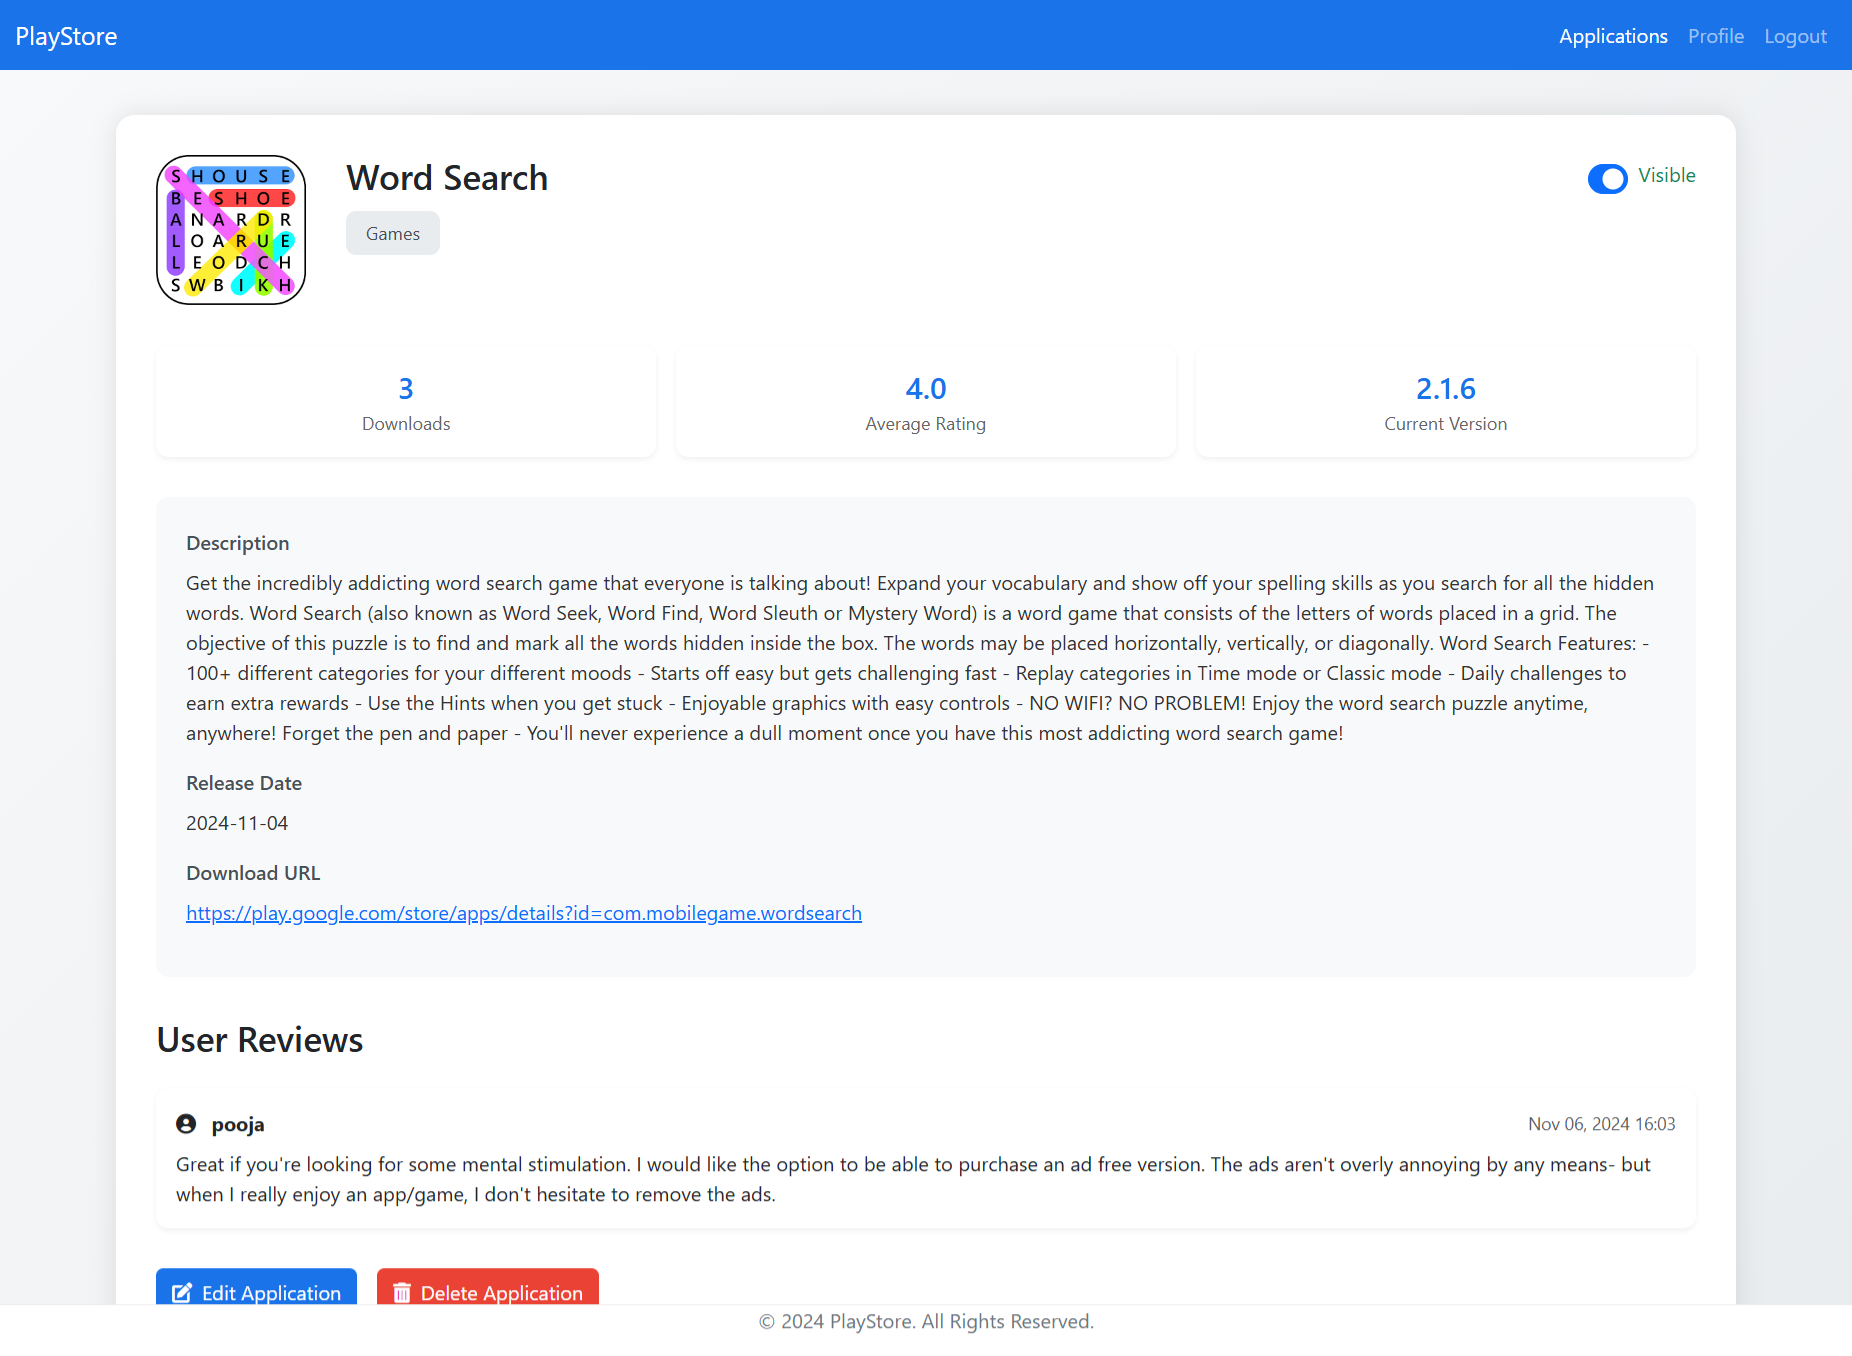 PlayStore
Applications Profile Logout
S H O U S E
B E S H O E
A N A R D R
L O A R U E
L E O D C H
S W B I K H
Word Search
Visible
Games
3
Downloads
4.0
Average Rating
2.1.6
Current Version
Description
Get the incredibly addicting word search game that everyone is talking about! Expand your vocabulary and show off your spelling skills as you search for all the hidden
words. Word Search (also known as Word Seek, Word Find, Word Sleuth or Mystery Word) is a word game that consists of the letters of words placed in a grid. The
objective of this puzzle is to find and mark all the words hidden inside the box. The words may be placed horizontally, vertically, or diagonally. Word Search Features: -
100+ different categories for your different moods - Starts off easy but gets challenging fast - Replay categories in Time mode or Classic mode - Daily challenges to
earn extra rewards - Use the Hints when you get stuck - Enjoyable graphics with easy controls - NO WIFI? NO PROBLEM! Enjoy the word search puzzle anytime,
anywhere! Forget the pen and paper - You'll never experience a dull moment once you have this most addicting word search game!
Release Date
2024-11-04
Download URL
https://play.google.com/store/apps/details?id=com.mobilegame.wordsearch
User Reviews
pooja
Nov 06, 2024 16:03
Great if you're looking for some mental stimulation. I would like the option to be able to purchase an ad free version. The ads aren't overly annoying by any means- but
when I really enjoy an app/game, I don't hesitate to remove the ads.
Edit Application
Delete Application
© 2024 PlayStore. All Rights Reserved.